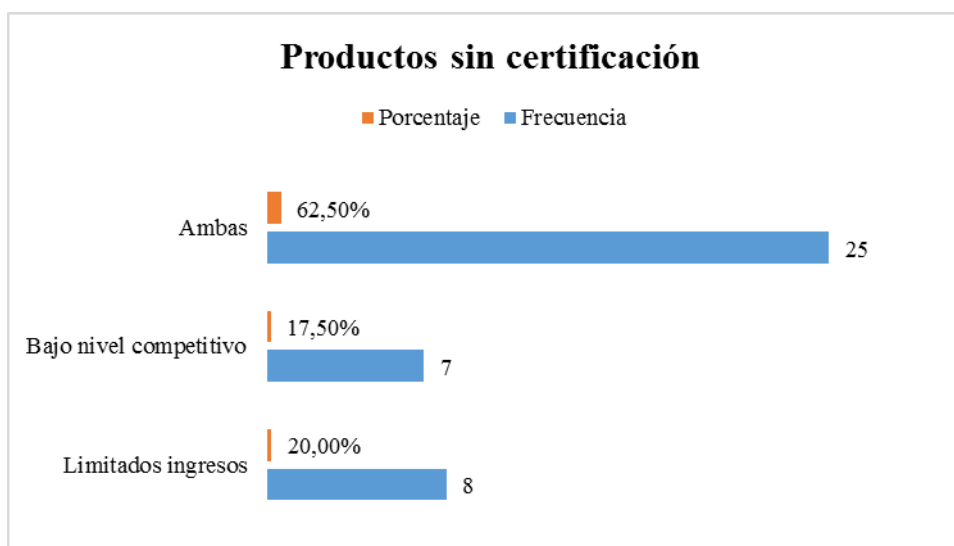 Productos sin certificación
Porcentaje Frecuencia
62,50%
Ambas
25
17,50%
Bajo nivel competitivo
7
20,00%
Limitados ingresos
8